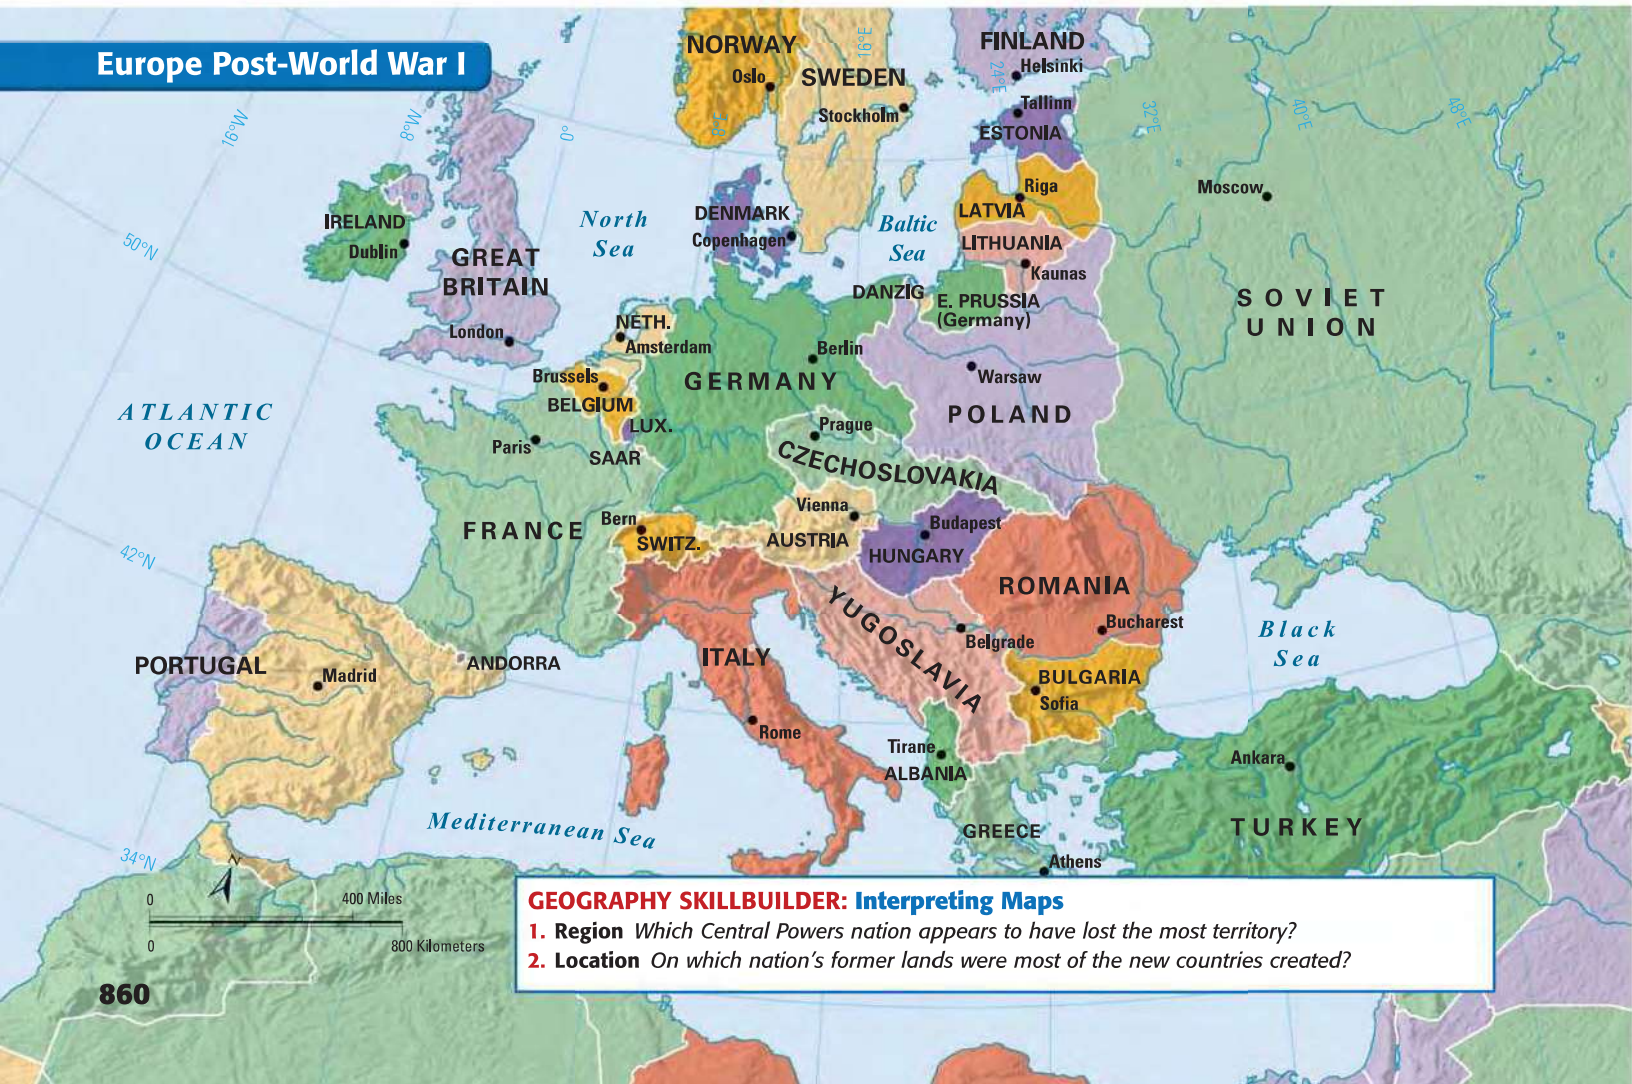 Europe Post-World War I
NORWAY
Oslo
SWEDEN
Stockholm
16°E
FINLAND
Helsinki
24°E
Tallinn
ESTONIA
32°E
40°E
48°E
16°W
8°W
0°
8°E
Riga
LATVIA
Moscow
IRELAND
Dublin
GREAT
BRITAIN
London
North
Sea
DENMARK
Copenhagen
Baltic
Sea
LITHUANIA
Kaunas
50°N
DANZIG
E. PRUSSIA
(Germany)
SOVIET
UNION
NETH.
Amsterdam
Berlin
GERMANY
Warsaw
POLAND
Brussels
BELGIUM
LUX.
ATLANTIC
OCEAN
Paris
SAAR
Prague
CZECHOSLOVAKIA
Vienna
AUSTRIA
Budapest
HUNGARY
FRANCE
Bern
SWITZ.
42°N
ROMANIA
Bucharest
YUGOSLAVIA
Belgrade
Black
Sea
PORTUGAL
Madrid
ANDORRA
ITALY
Rome
BULGARIA
Sofia
Tirane
ALBANIA
Ankara
TURKEY
Mediterranean Sea
GREECE
Athens
34°N
N
0
400 Miles
0
800 Kilometers
GEOGRAPHY SKILLBUILDER: Interpreting Maps
1. Region Which Central Powers nation appears to have lost the most territory?
2. Location On which nation's former lands were most of the new countries created?
860